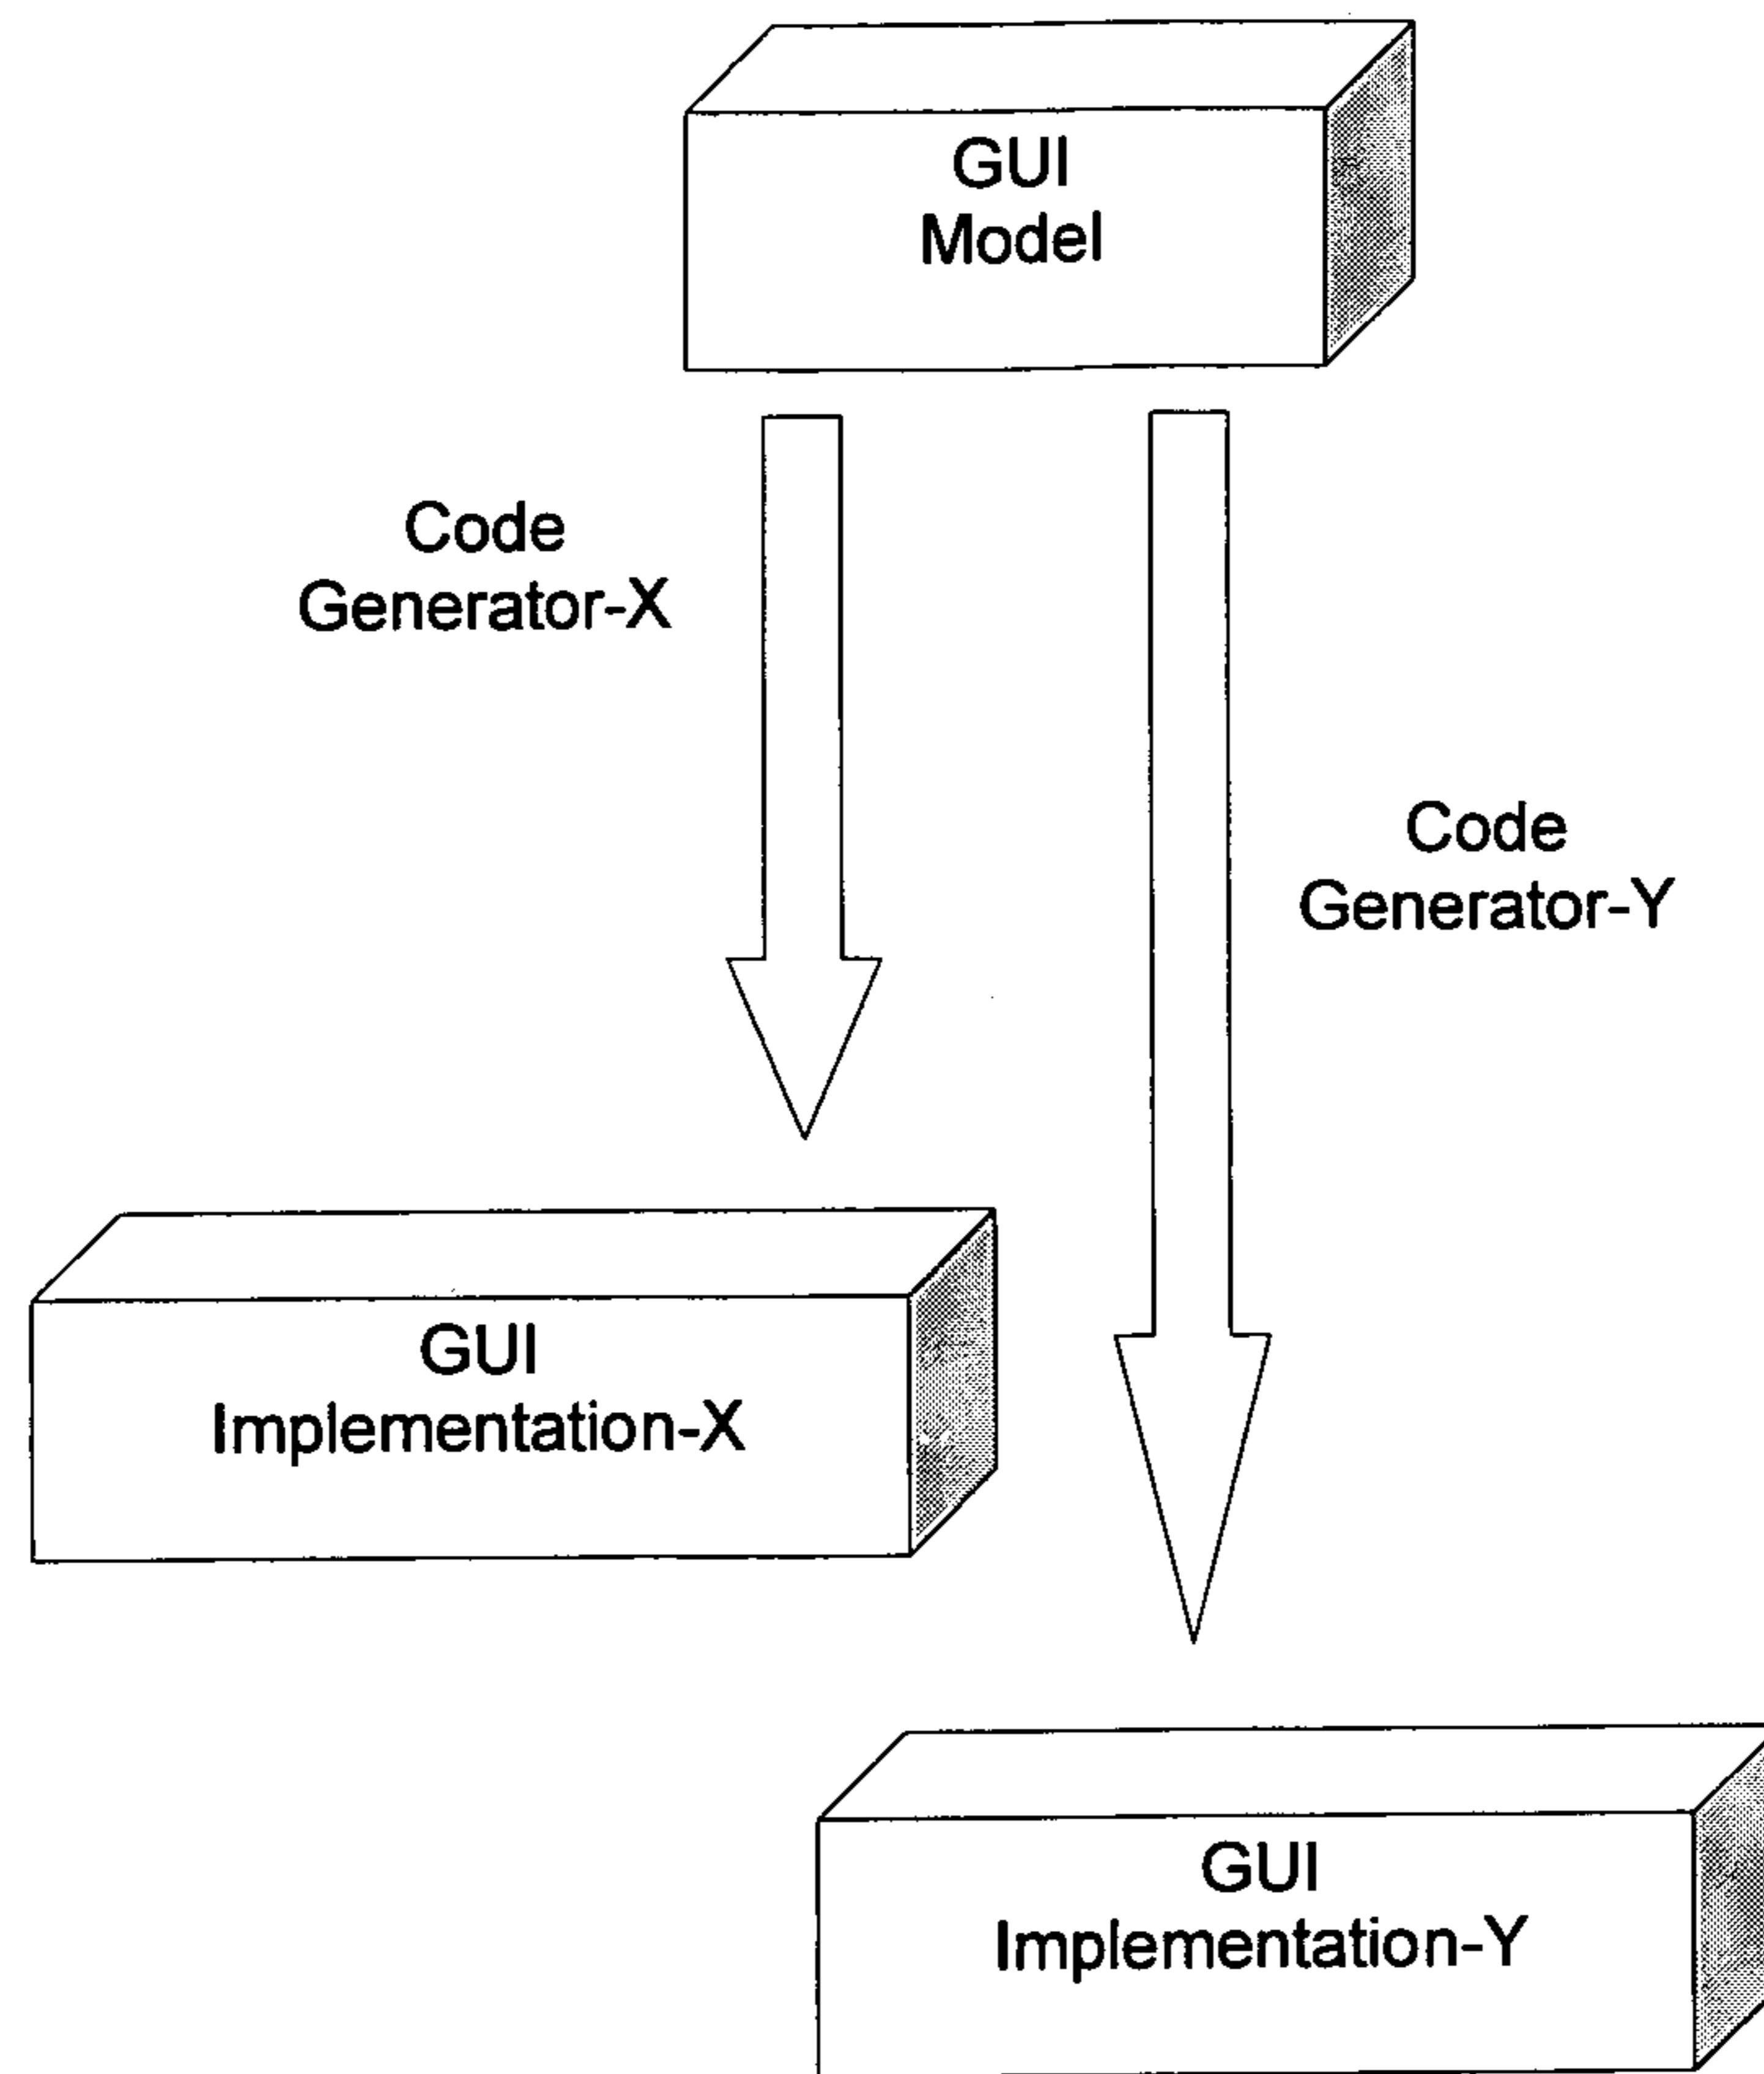 GUI
Model
Code
Generator-X
Code
Generator-Y
GUI
Implementation-X
GUI
Implementation-Y